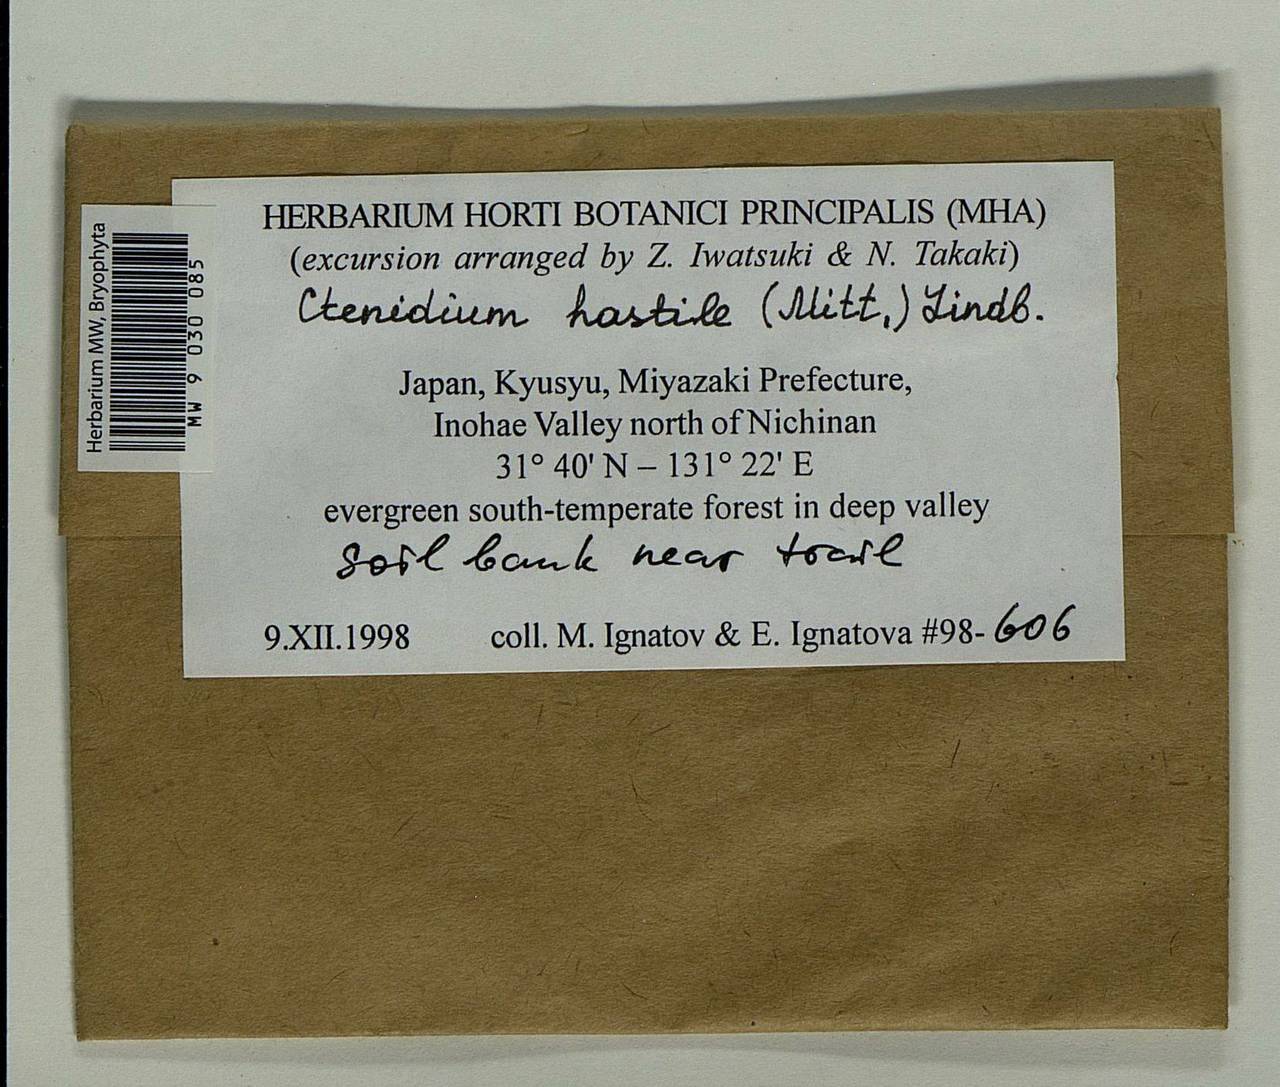 HERBARIUM HORTI BOTANICI PRINCIPALIS (MHA)
(excursion arranged by Z. Iwatsuki & N. Takaki)
Ctenidium hastile (Mitt.) Lindb.
Japan, Kyusyu, Miyazaki Prefecture,
Inohae Valley north of Nichinan
31° 40' N – 131° 22' E
evergreen south-temperate forest in deep valley
soil bank near trail
9.XII.1998 coll. M. Ignatov & E. Ignatova #98-606
Herbarium MW, Bryophyta
MW 9 030 085